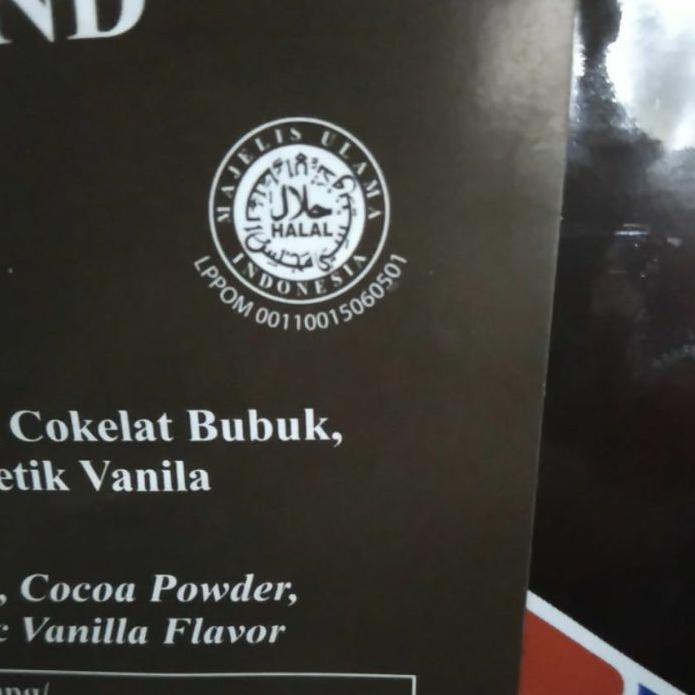 ND
MAJELIS ULAMA
حلال
HALAL
INDONESIA
LPPOM 00110015060501
Cokelat Bubuk,
etik Vanila
, Cocoa Powder,
c Vanilla Flavor